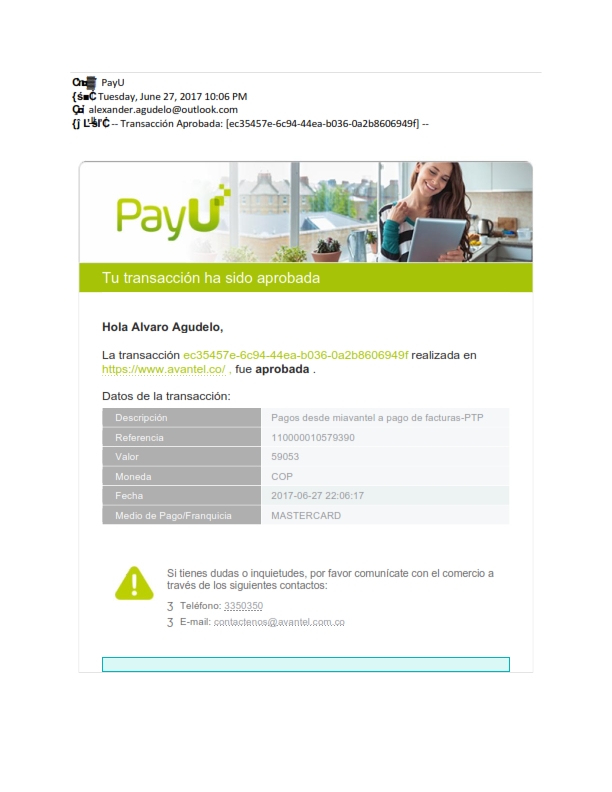 PayU
Tuesday, June 27, 2017 10:06 PM
alexander.agudelo@outlook.com
-- Transacción Aprobada: [ec35457e-6c94-44ea-b036-0a2b8606949f] --
PayU
Tu transacción ha sido aprobada
Hola Alvaro Agudelo,
La transacción ec35457e-6c94-44ea-b036-0a2b8606949f realizada en
https://www.avantel.co/ , fue aprobada .
Datos de la transacción:
Descripción Pagos desde miavantel a pago de facturas-PTP
Referencia 110000010579390
Valor 59053
Moneda COP
Fecha 2017-06-27 22:06:17
Medio de Pago/Franquicia MASTERCARD
Si tienes dudas o inquietudes, por favor comunícate con el comercio a
través de los siguientes contactos:
3 Teléfono: 3350350
3 E-mail: contactenos@avantel.com.co